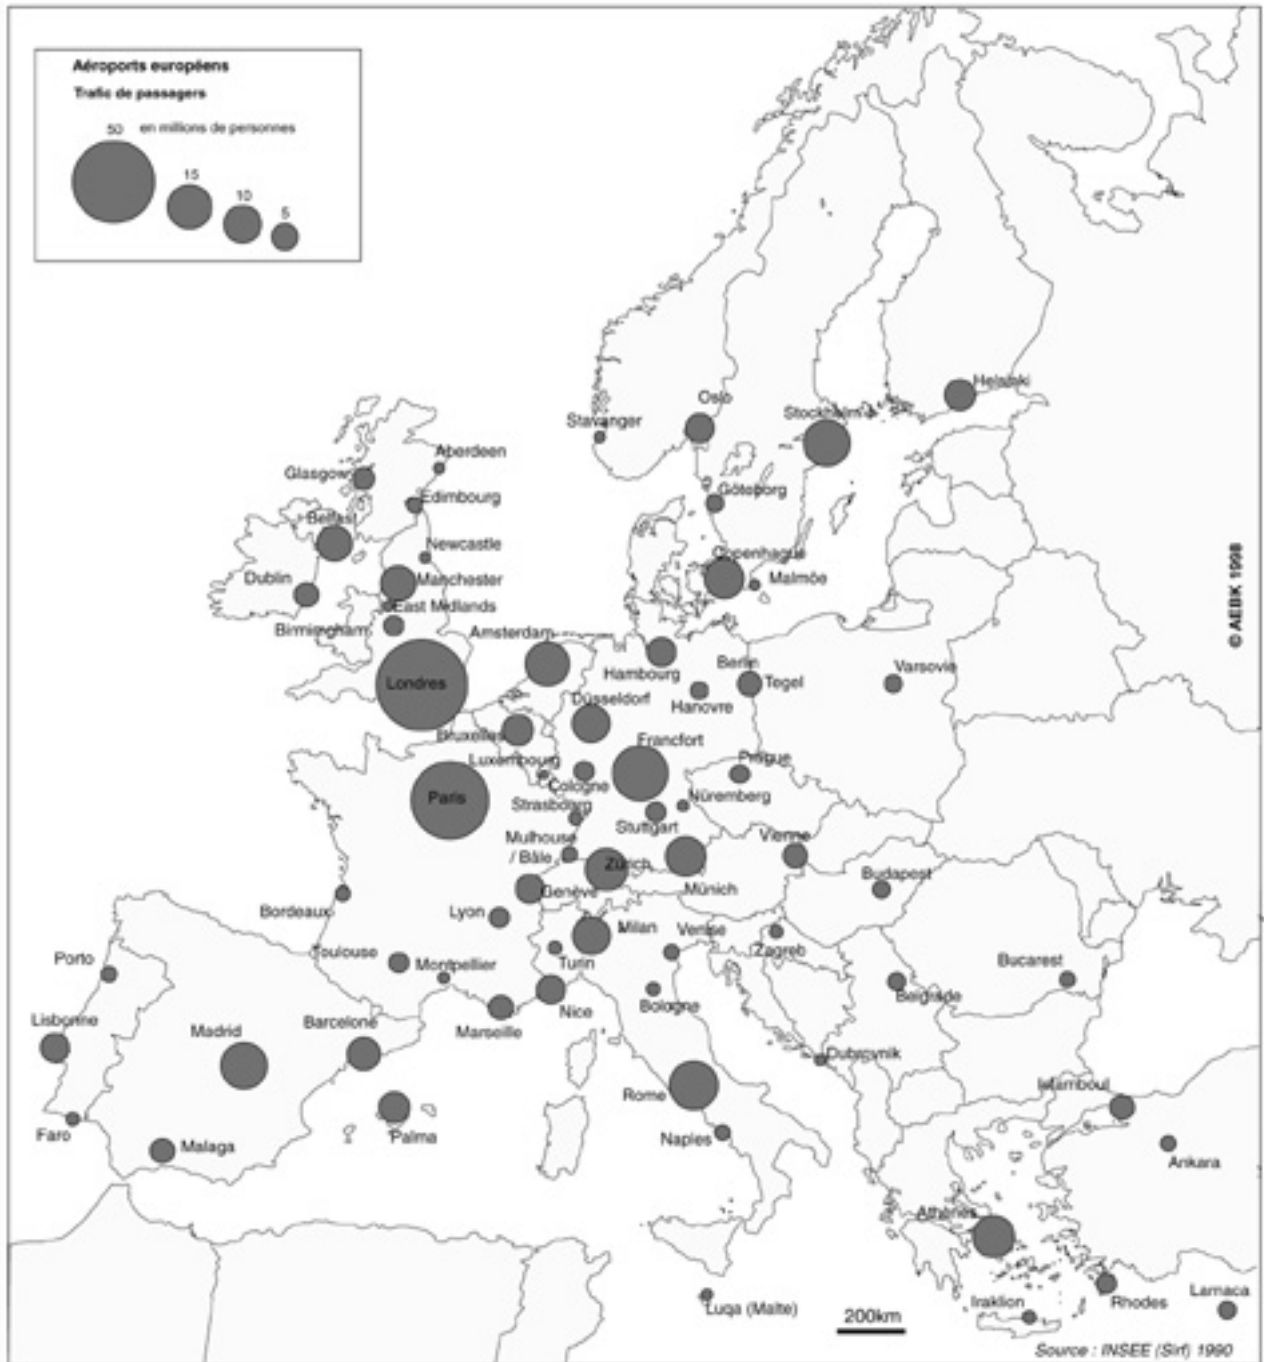 Aéroports européens
Trafic de passagers
50 en millions de personnes
15
10
5
Helsinki
Oslo
Stockholm
Stavanger
Aberdeen
Glasgow
Göteborg
Edimbourg
Belfast
Newcastle
Copenhague
Dublin
Manchester
Malmöe
East Midlands
Birmingham
Amsterdam
Hambourg
Berlin
Tegel
Varsovie
Londres
Düsseldorf
Hanovre
Bruxelles
Francfort
Luxembourg
Prague
Cologne
Paris
Strasbourg
Nüremberg
Stuttgart
Mulhouse
/ Bâle
Vienne
Zürich
Münich
Budapest
Genève
Bordeaux
Lyon
Milan
Venise
Zagreb
Toulouse
Porto
Montpellier
Turin
Bucarest
Bologne
Belgrade
Nice
Lisbonne
Madrid
Barcelone
Marseille
Dubrovnik
Rome
Istamboul
Faro
Malaga
Palma
Naples
Ankara
Athènes
Luqa (Malte)
Iraklion
Rhodes
Larnaca
200km
Source : INSEE (Sirf) 1990
© AEBK 1998